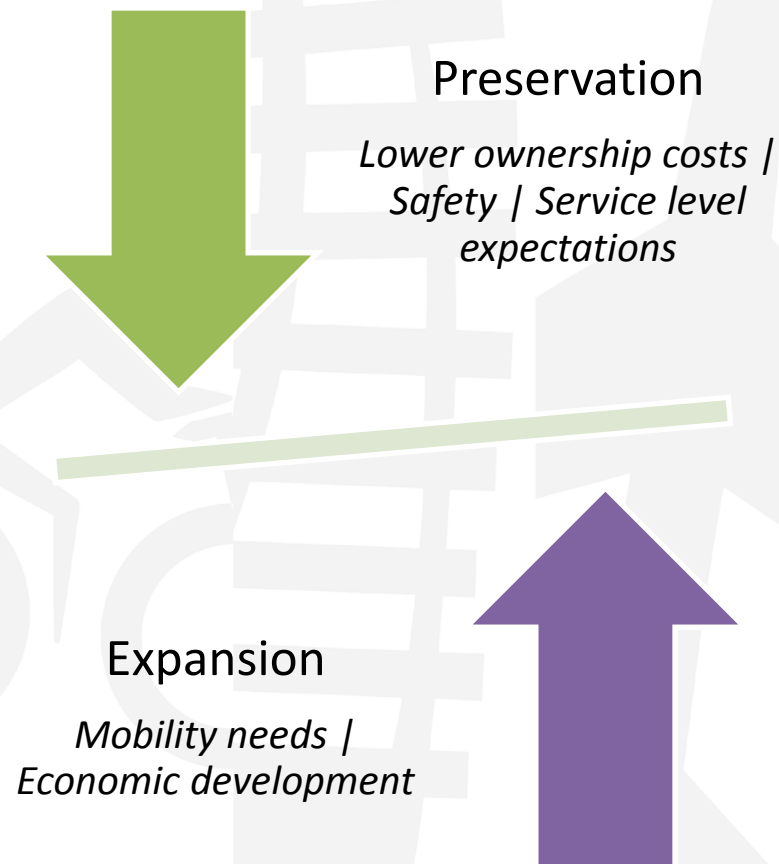 Preservation
Lower ownership costs |
Safety | Service level
expectations
Expansion
Mobility needs |
Economic development